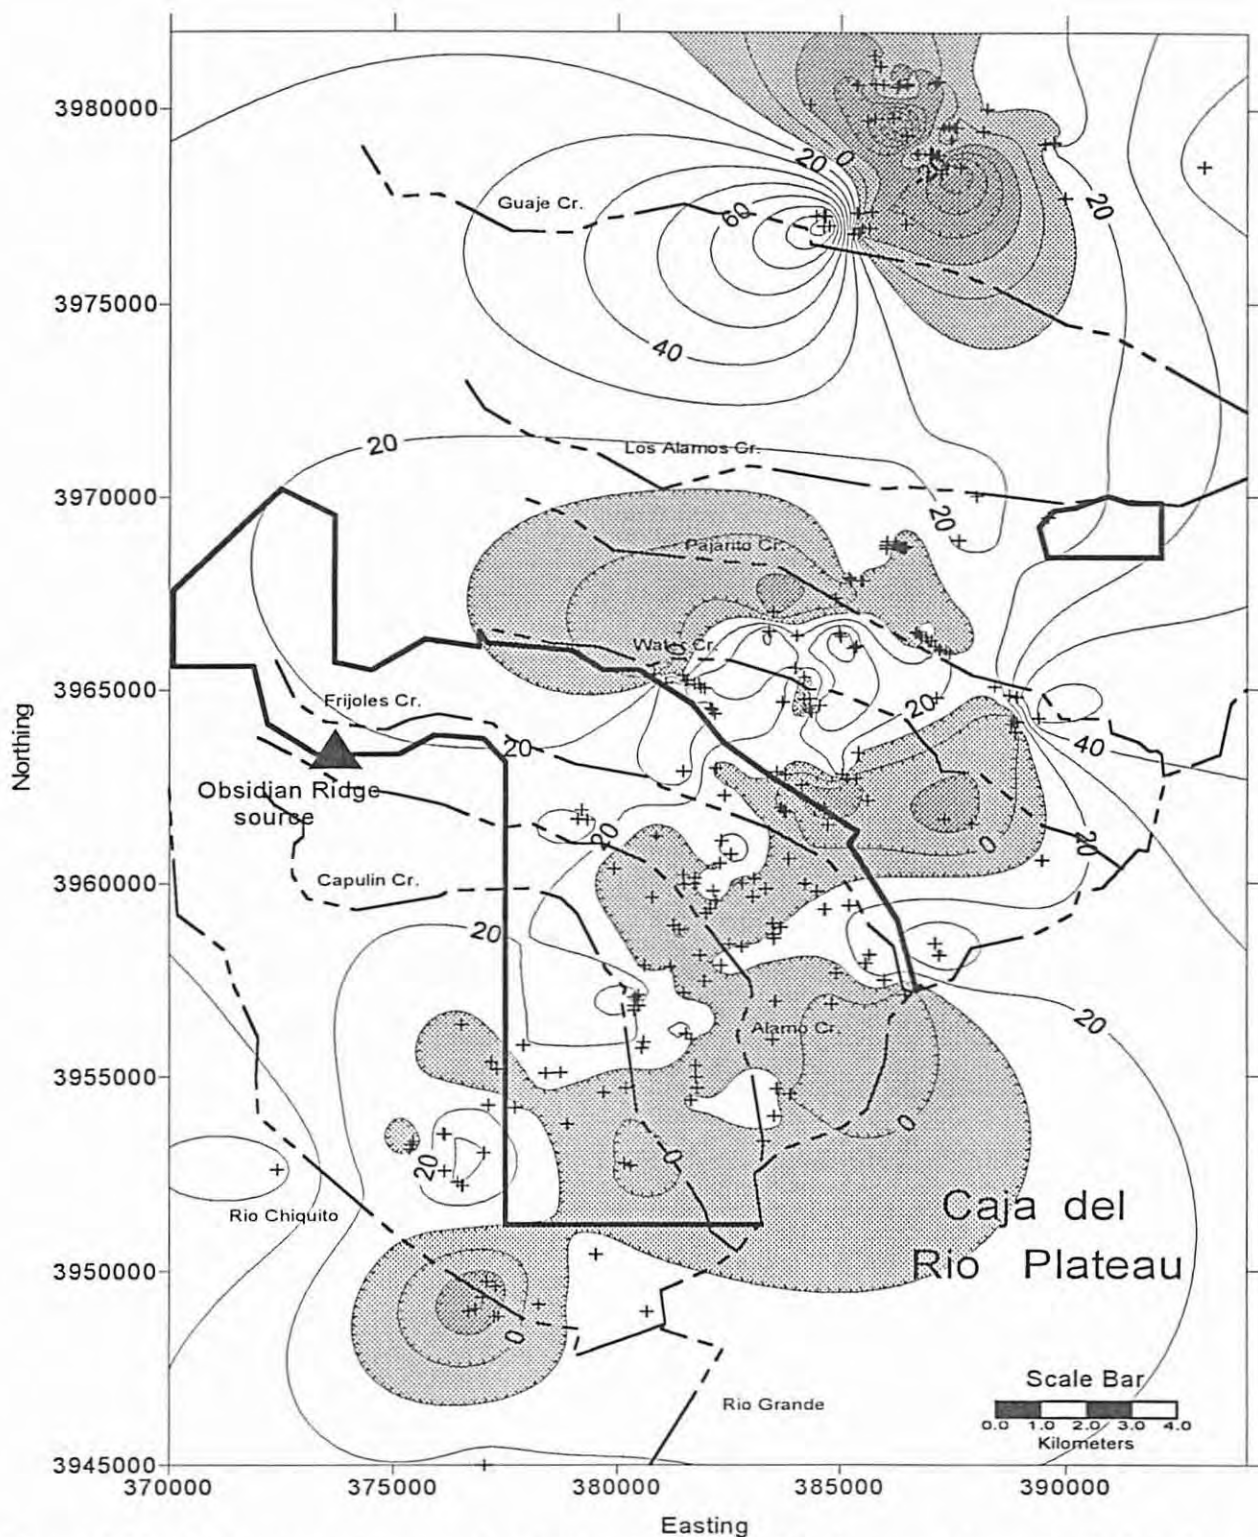 3980000
20
0
20
Guaje Cr.
60
3975000
40
Los Alamos Cr.
20
3970000
20
Pajarito Cr.
Water Cr.
0
3965000
Frijoles Cr.
20
20
40
Northing
Obsidian Ridge
source
20
20
0
Capulin Cr.
3960000
20
20
Alamo Cr.
3955000
0
20
0
Caja del
Rio Chiquito
Rio Plateau
3950000
0
Scale Bar
Rio Grande
0.0 1.0 2.0 3.0 4.0
Kilometers
3945000
370000 375000 380000 385000 390000
Easting